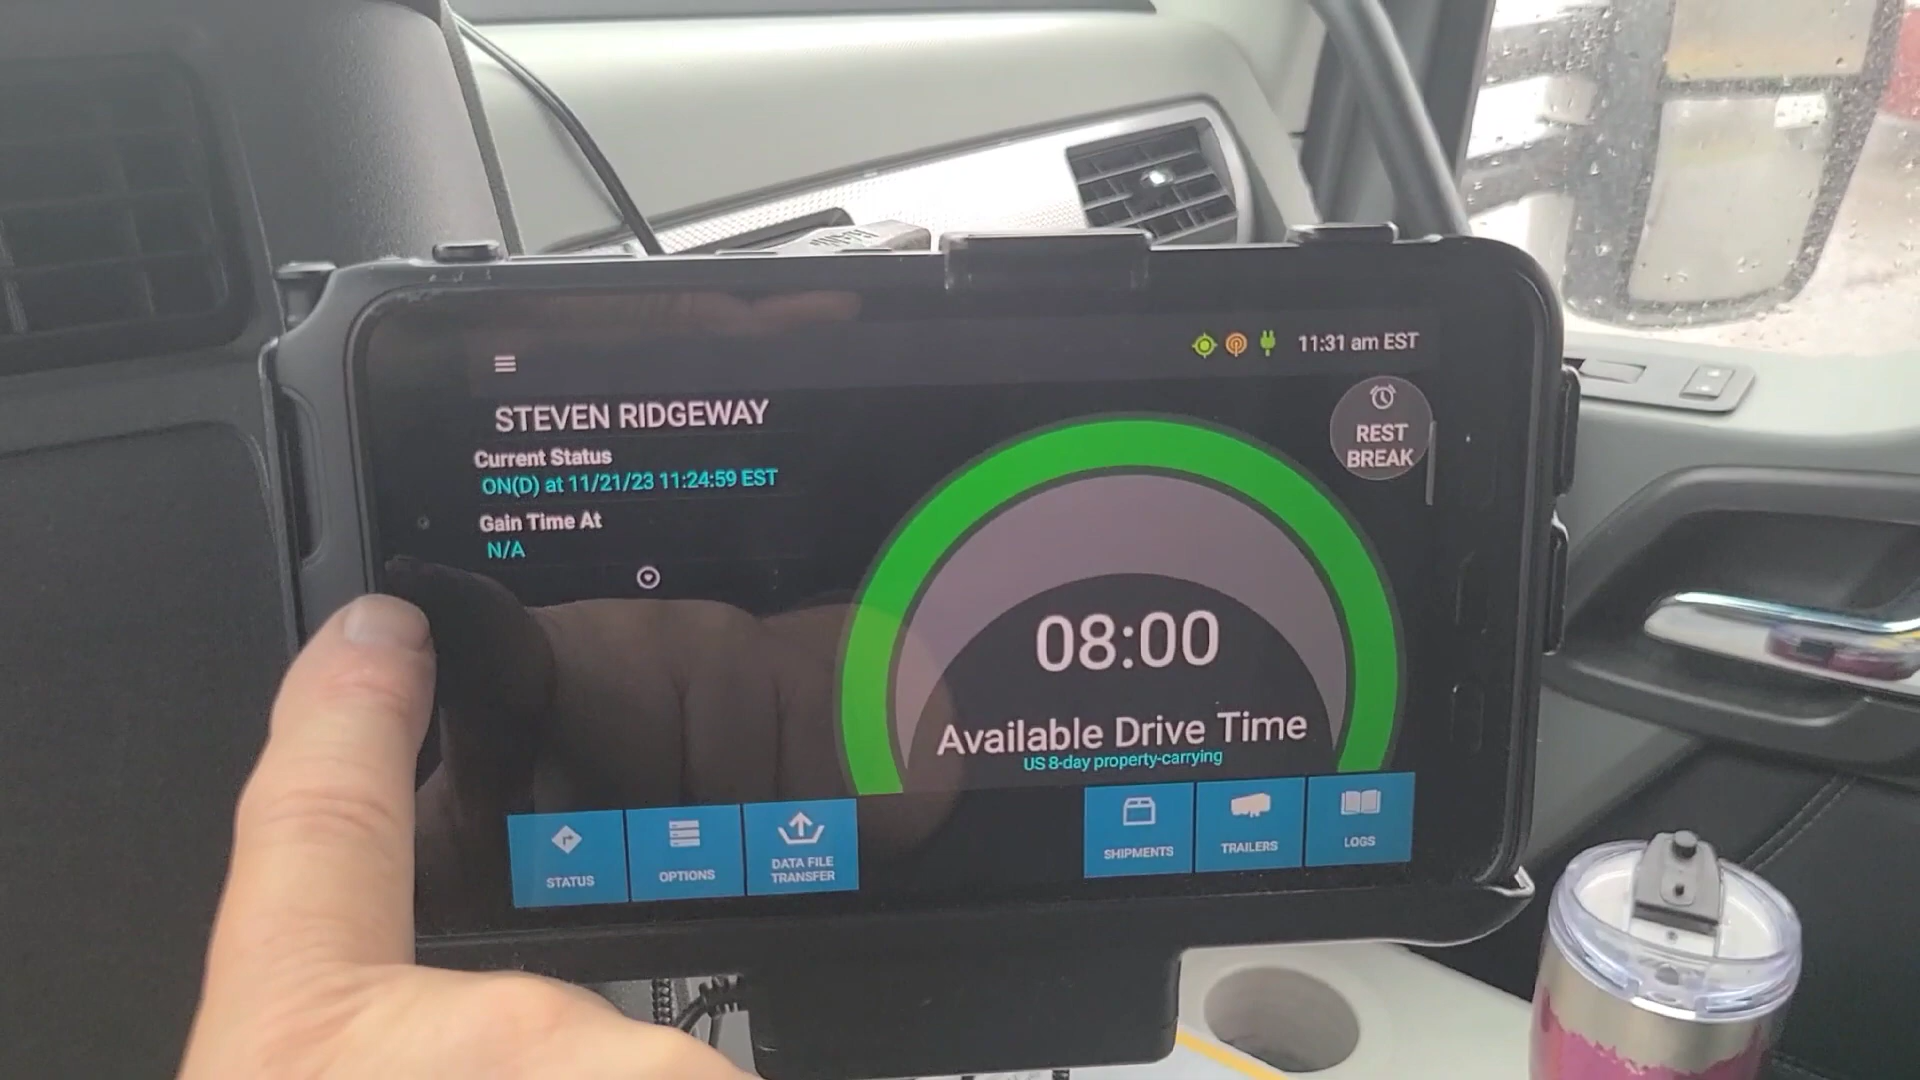 11:31 am EST
STEVEN RIDGEWAY
Current Status
ON(D) at 11/21/23 11:24:59 EST
Gain Time At
N/A
REST
BREAK
08:00
Available Drive Time
US 8-day property-carrying
STATUS
OPTIONS
DATA FILE
TRANSFER
SHIPMENTS
TRAILERS
LOGS